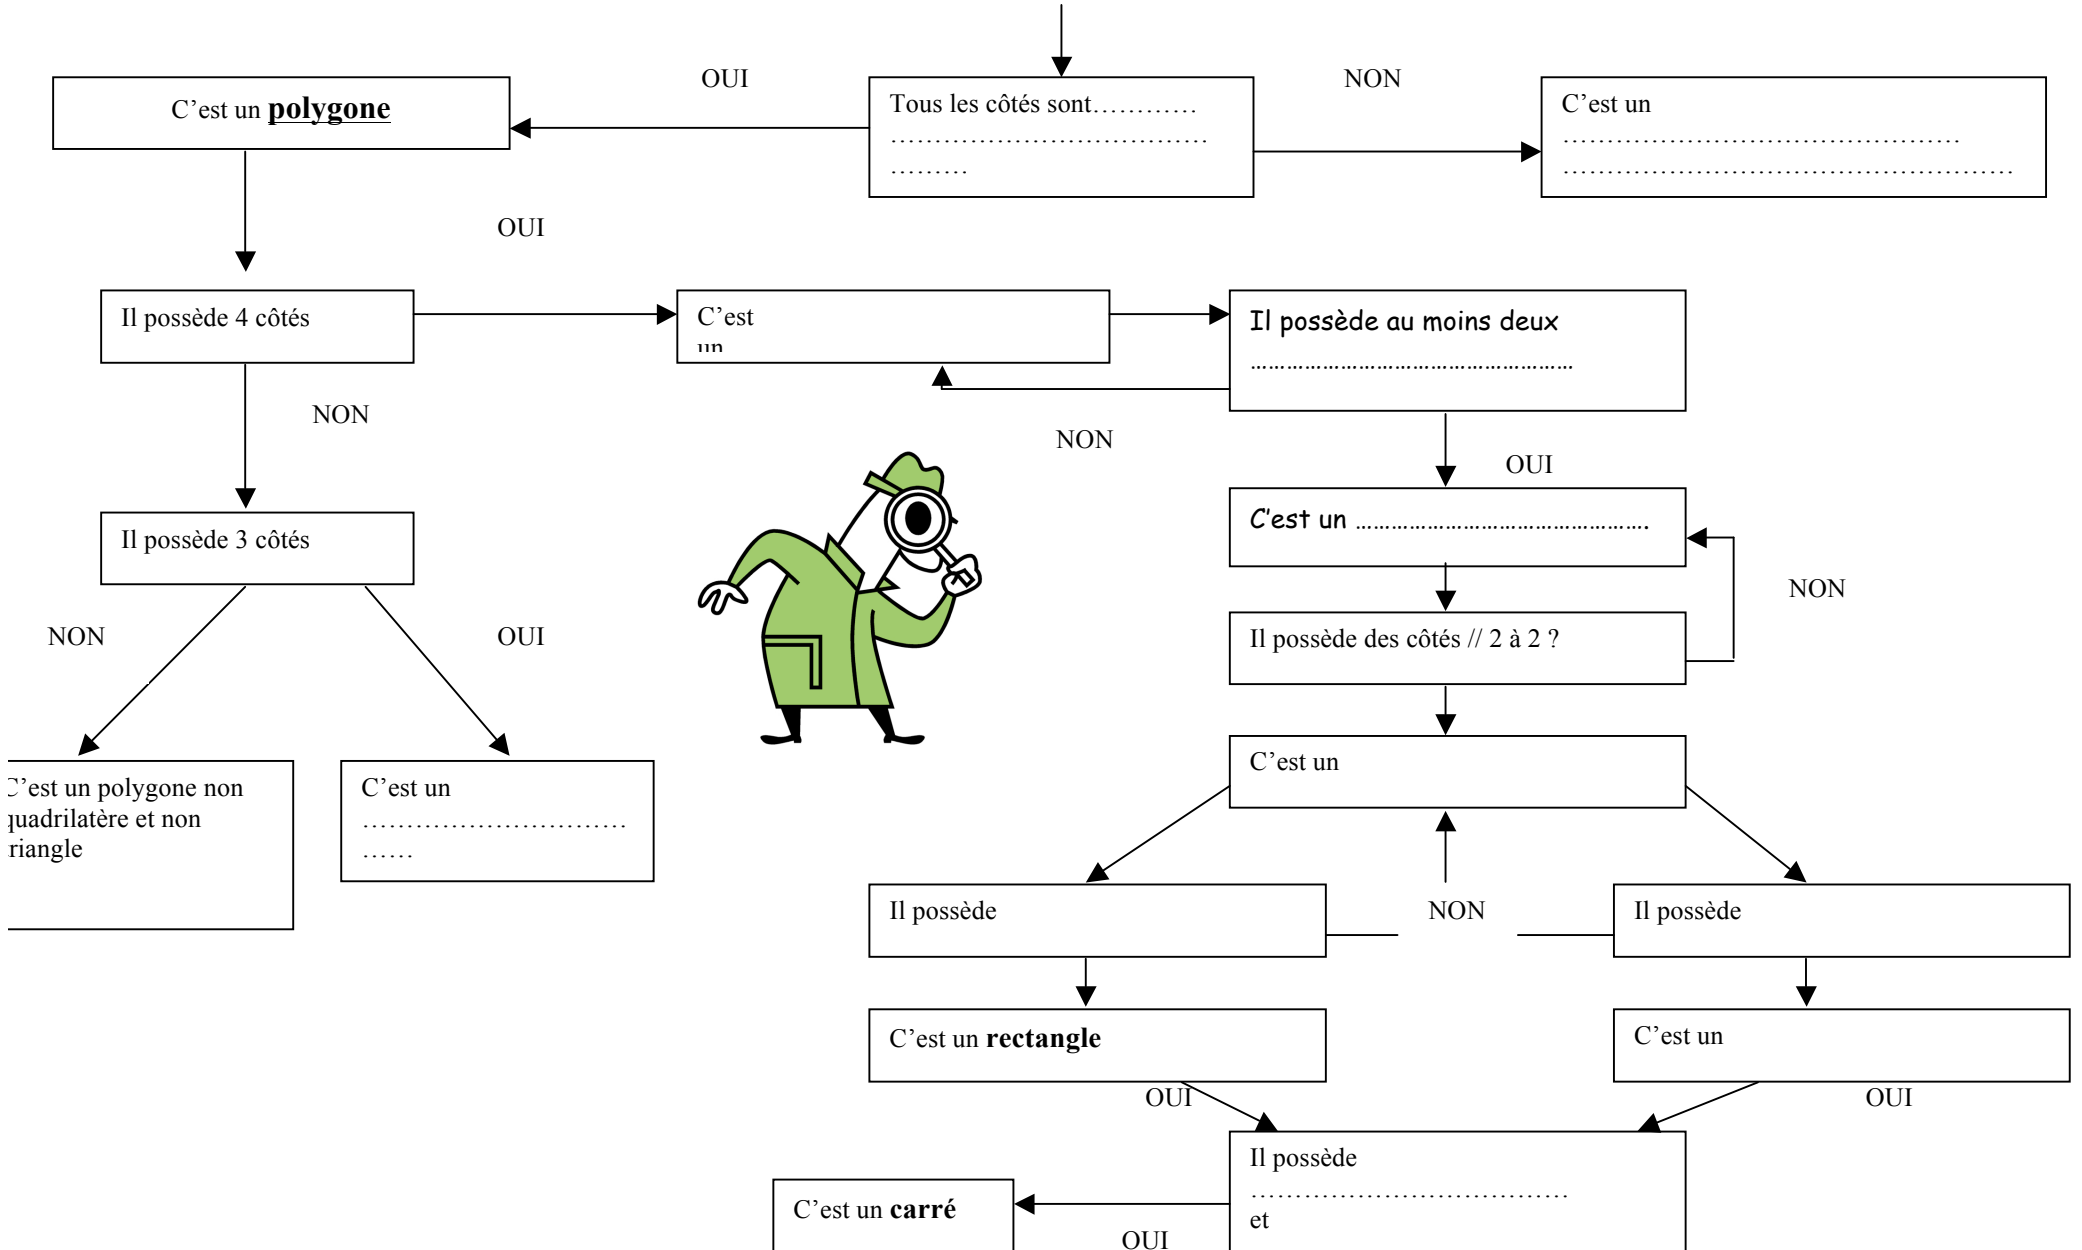 OUI
NON
C’est un polygone
Tous les côtés sont…………
………………………………
………
C’est un
………………………………………
……………………………………………
OUI
Il possède 4 côtés
C’est
un
Il possède au moins deux
………………………………………………
NON
NON
OUI
C’est un ………………………………………….
Il possède 3 côtés
NON
NON
OUI
Il possède des côtés // 2 à 2 ?
C’est un
C’est un polygone non
quadrilatère et non
triangle
C’est un
…………………………
……
Il possède
NON
Il possède
C’est un rectangle
C’est un
OUI
OUI
Il possède
………………………………
et
C’est un carré
OUI